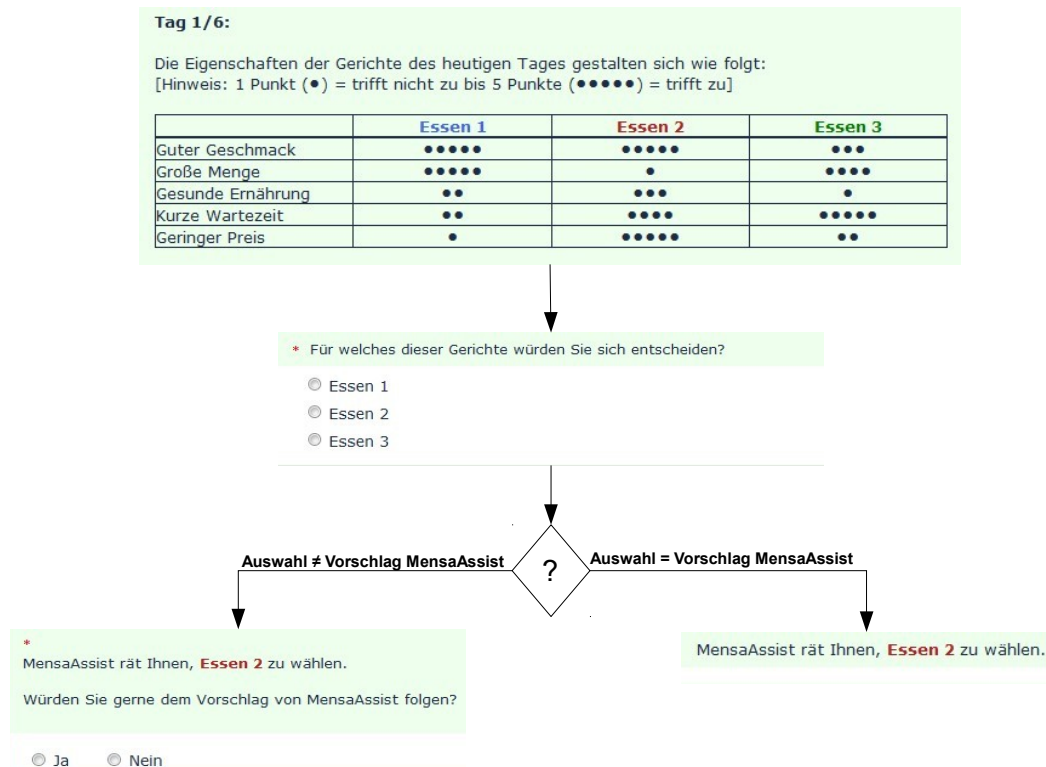 Tag 1/6:
Die Eigenschaften der Gerichte des heutigen Tages gestalten sich wie folgt:
[Hinweis: 1 Punkt (●) = trifft nicht zu bis 5 Punkte (●●●●●) = trifft zu]
Essen 1 Essen 2 Essen 3
Guter Geschmack ●●●●● ●●●●● ●●●
Große Menge ●●●●● ● ●●●●
Gesunde Ernährung ●● ●●● ●
Kurze Wartezeit ●● ●●●● ●●●●●
Geringer Preis ● ●●●●● ●●
* Für welches dieser Gerichte würden Sie sich entscheiden?
Essen 1
Essen 2
Essen 3
Auswahl ≠ Vorschlag MensaAssist ? Auswahl = Vorschlag MensaAssist
*
MensaAssist rät Ihnen, Essen 2 zu wählen.
Würden Sie gerne dem Vorschlag von MensaAssist folgen?
Ja Nein
MensaAssist rät Ihnen, Essen 2 zu wählen.